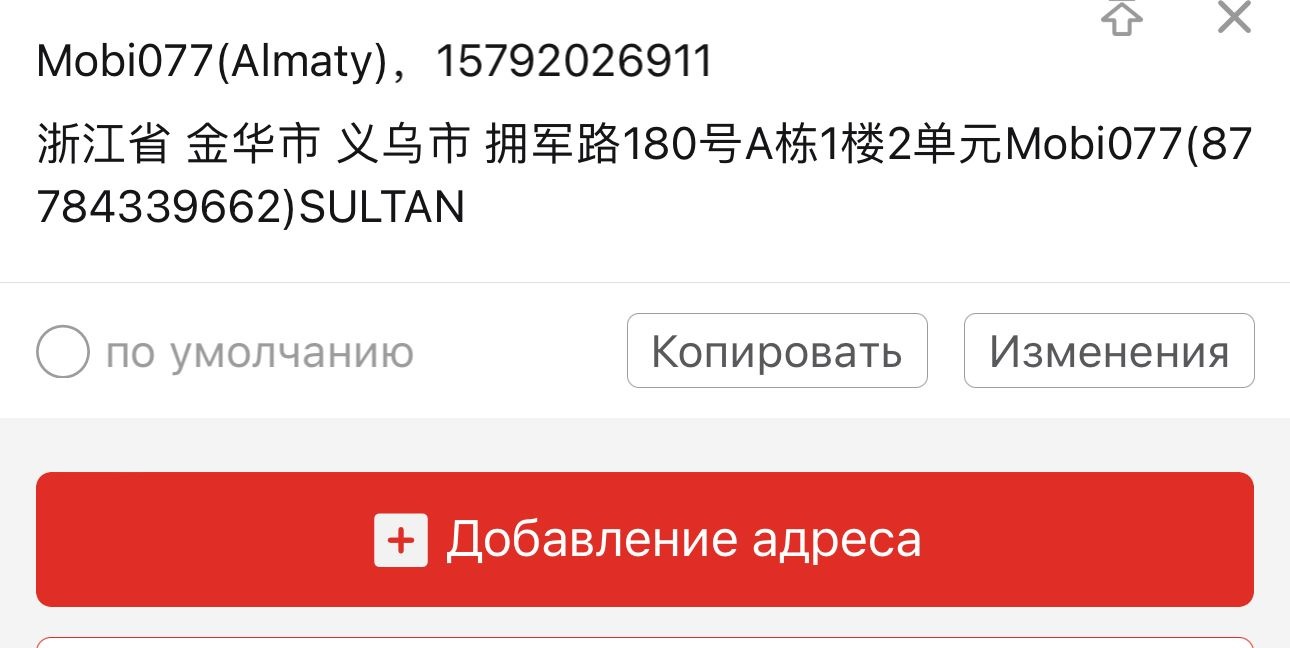 Mobi077(Almaty)，15792026911
浙江省 金华市 义乌市 拥军路180号A栋1楼2单元Mobi077(87
784339662)SULTAN
по умолчанию
Копировать
Изменения
Добавление адреса